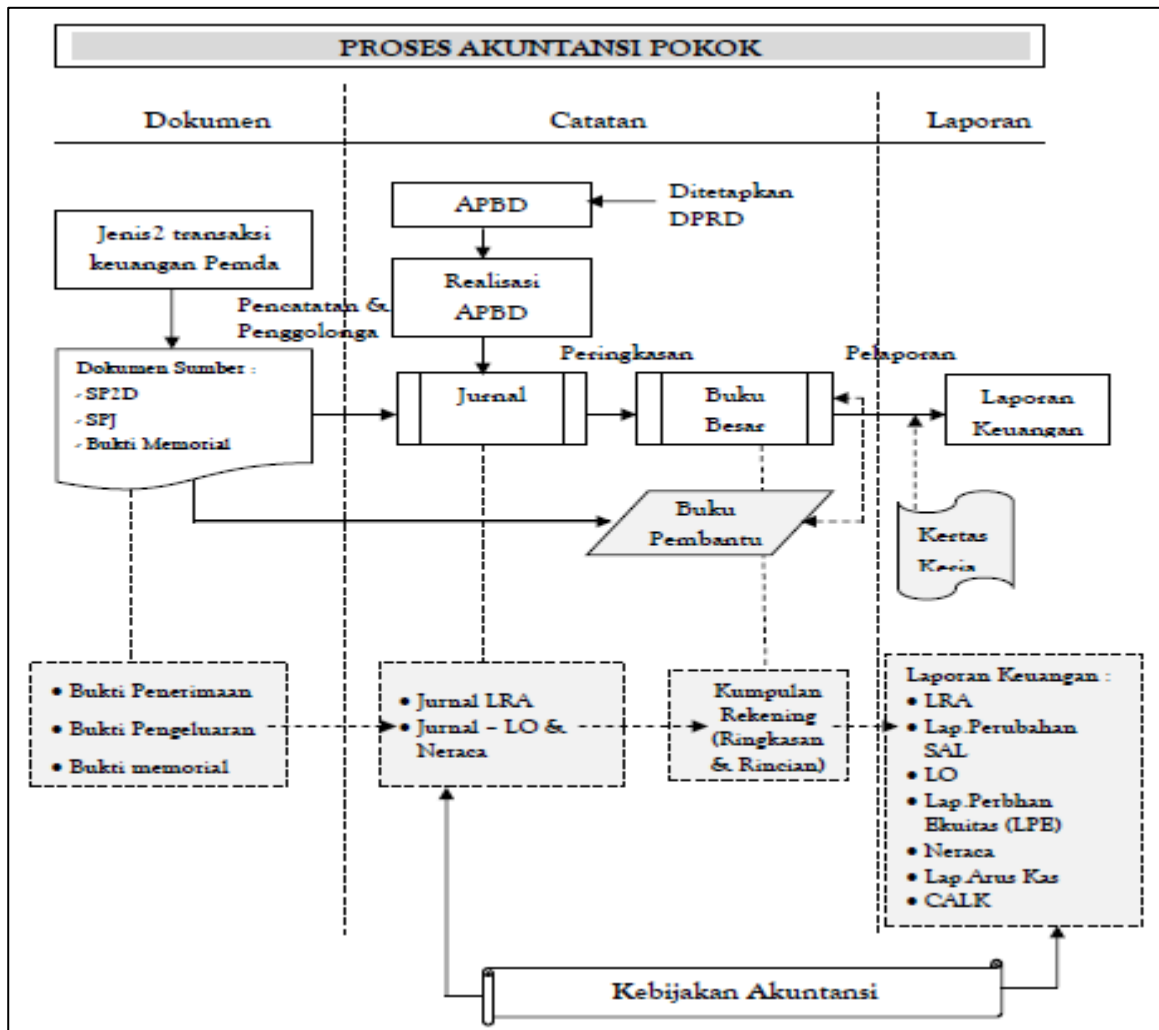 PROSES AKUNTANSI POKOK
Dokumen
Catatan
Laporan
APBD
Ditetapkan
DPRD
Jenis2 transaksi
keuangan Pemda
Realisasi
APBD
Pencatatan &
Penggolonga
Peringkasan
Pelaporan
Dokumen Sumber :
- SP2D
- SPJ
- Bukti Memorial
Jurnal
Buku
Besar
Laporan
Keuangan
Buku
Pembantu
Kertas
Kerja
• Bukti Penerimaan
• Bukti Pengeluaran
• Bukti memorial
• Jurnal LRA
• Jurnal – LO &
Neraca
Kumpulan
Rekening
(Ringkasan
& Rincian)
Laporan Keuangan :
• LRA
• Lap.Perubahan
SAL
• LO
• Lap.Perbhan
Ekuitas (LPE)
• Neraca
• Lap.Arus Kas
• CALK
Kebijakan Akuntansi